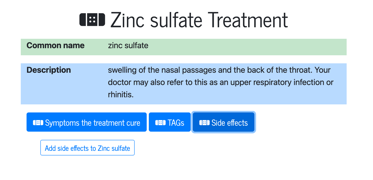 Zinc sulfate Treatment
Common name zinc sulfate
Description swelling of the nasal passages and the back of the throat. Your
doctor may also refer to this as an upper respiratory infection or
rhinitis.
Symptoms the treatment cure TAGs Side effects
Add side effects to Zinc sulfate